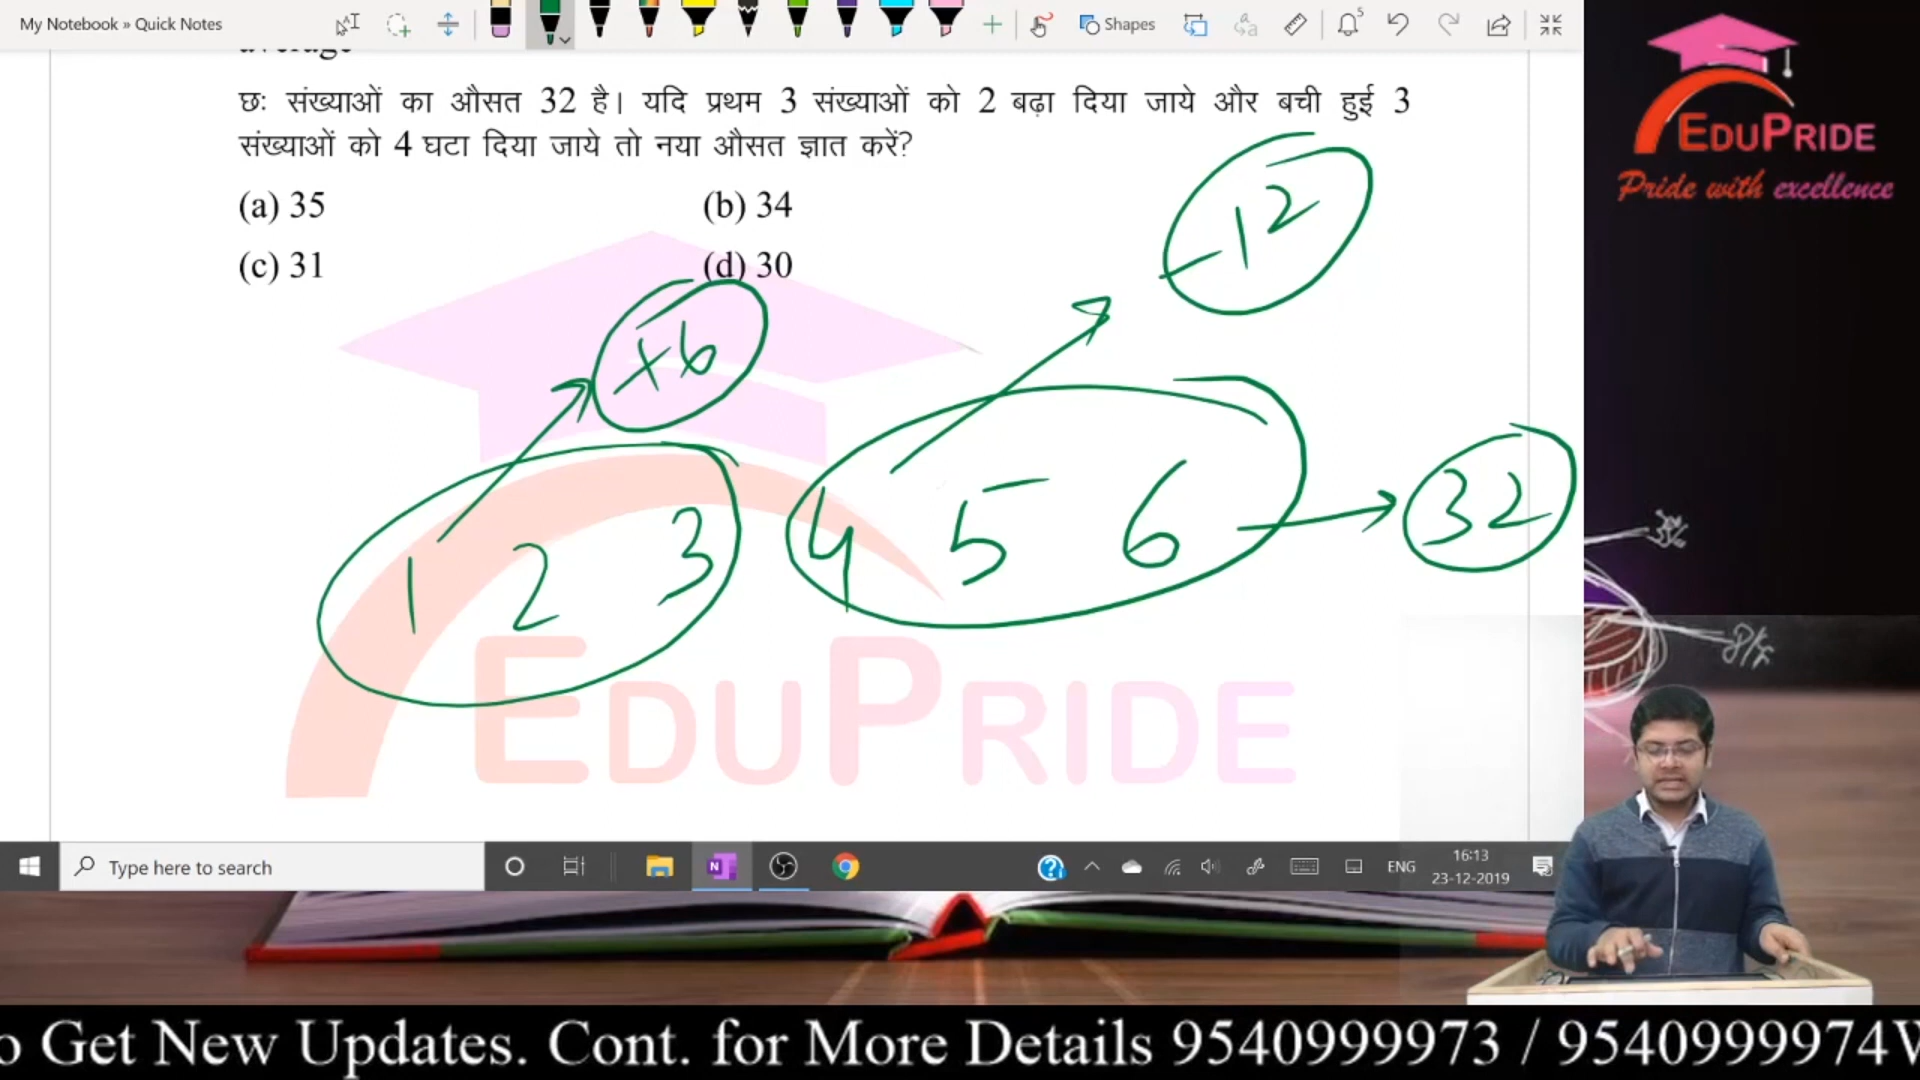 My Notebook » Quick Notes
Shapes
5
average
छः संख्याओं का औसत 32 है। यदि प्रथम 3 संख्याओं को 2 बढ़ा दिया जाये और बची हुई 3
संख्याओं को 4 घटा दिया जाये तो नया औसत ज्ञात करें?
(a) 35 (b) 34
(c) 31 (d) 30
-12
+6
1 2 3 4 5 6
32
EDUPRIDE
EDUPRIDE
Pride with excellence
Type here to search
ENG
16:13
23-12-2019
o Get New Updates. Cont. for More Details 9540999973 / 9540999974